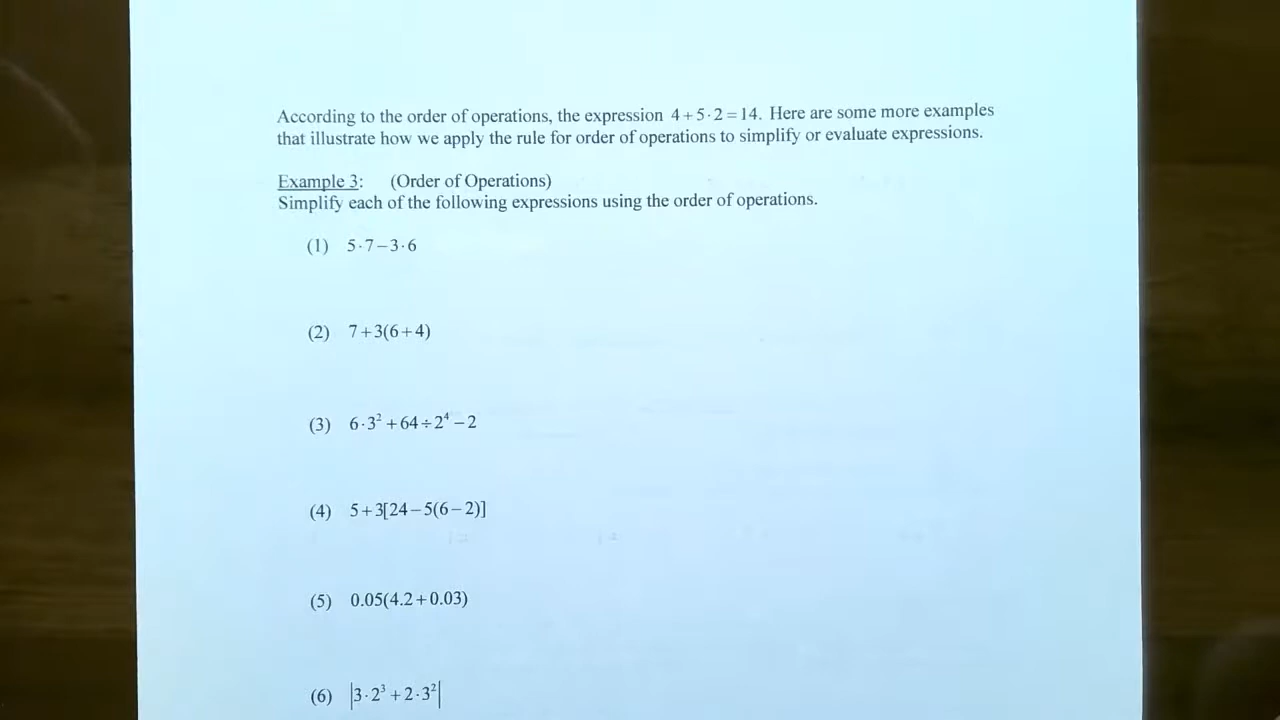 According to the order of operations, the expression 4+5·2=14. Here are some more examples
that illustrate how we apply the rule for order of operations to simplify or evaluate expressions.
Example 3: (Order of Operations)
Simplify each of the following expressions using the order of operations.
(1) 5·7−3·6
(2) 7+3(6+4)
(3) 6·3²+64÷2⁴−2
(4) 5+3[24−5(6−2)]
(5) 0.05(4.2+0.03)
(6) |3·2³+2·3²|